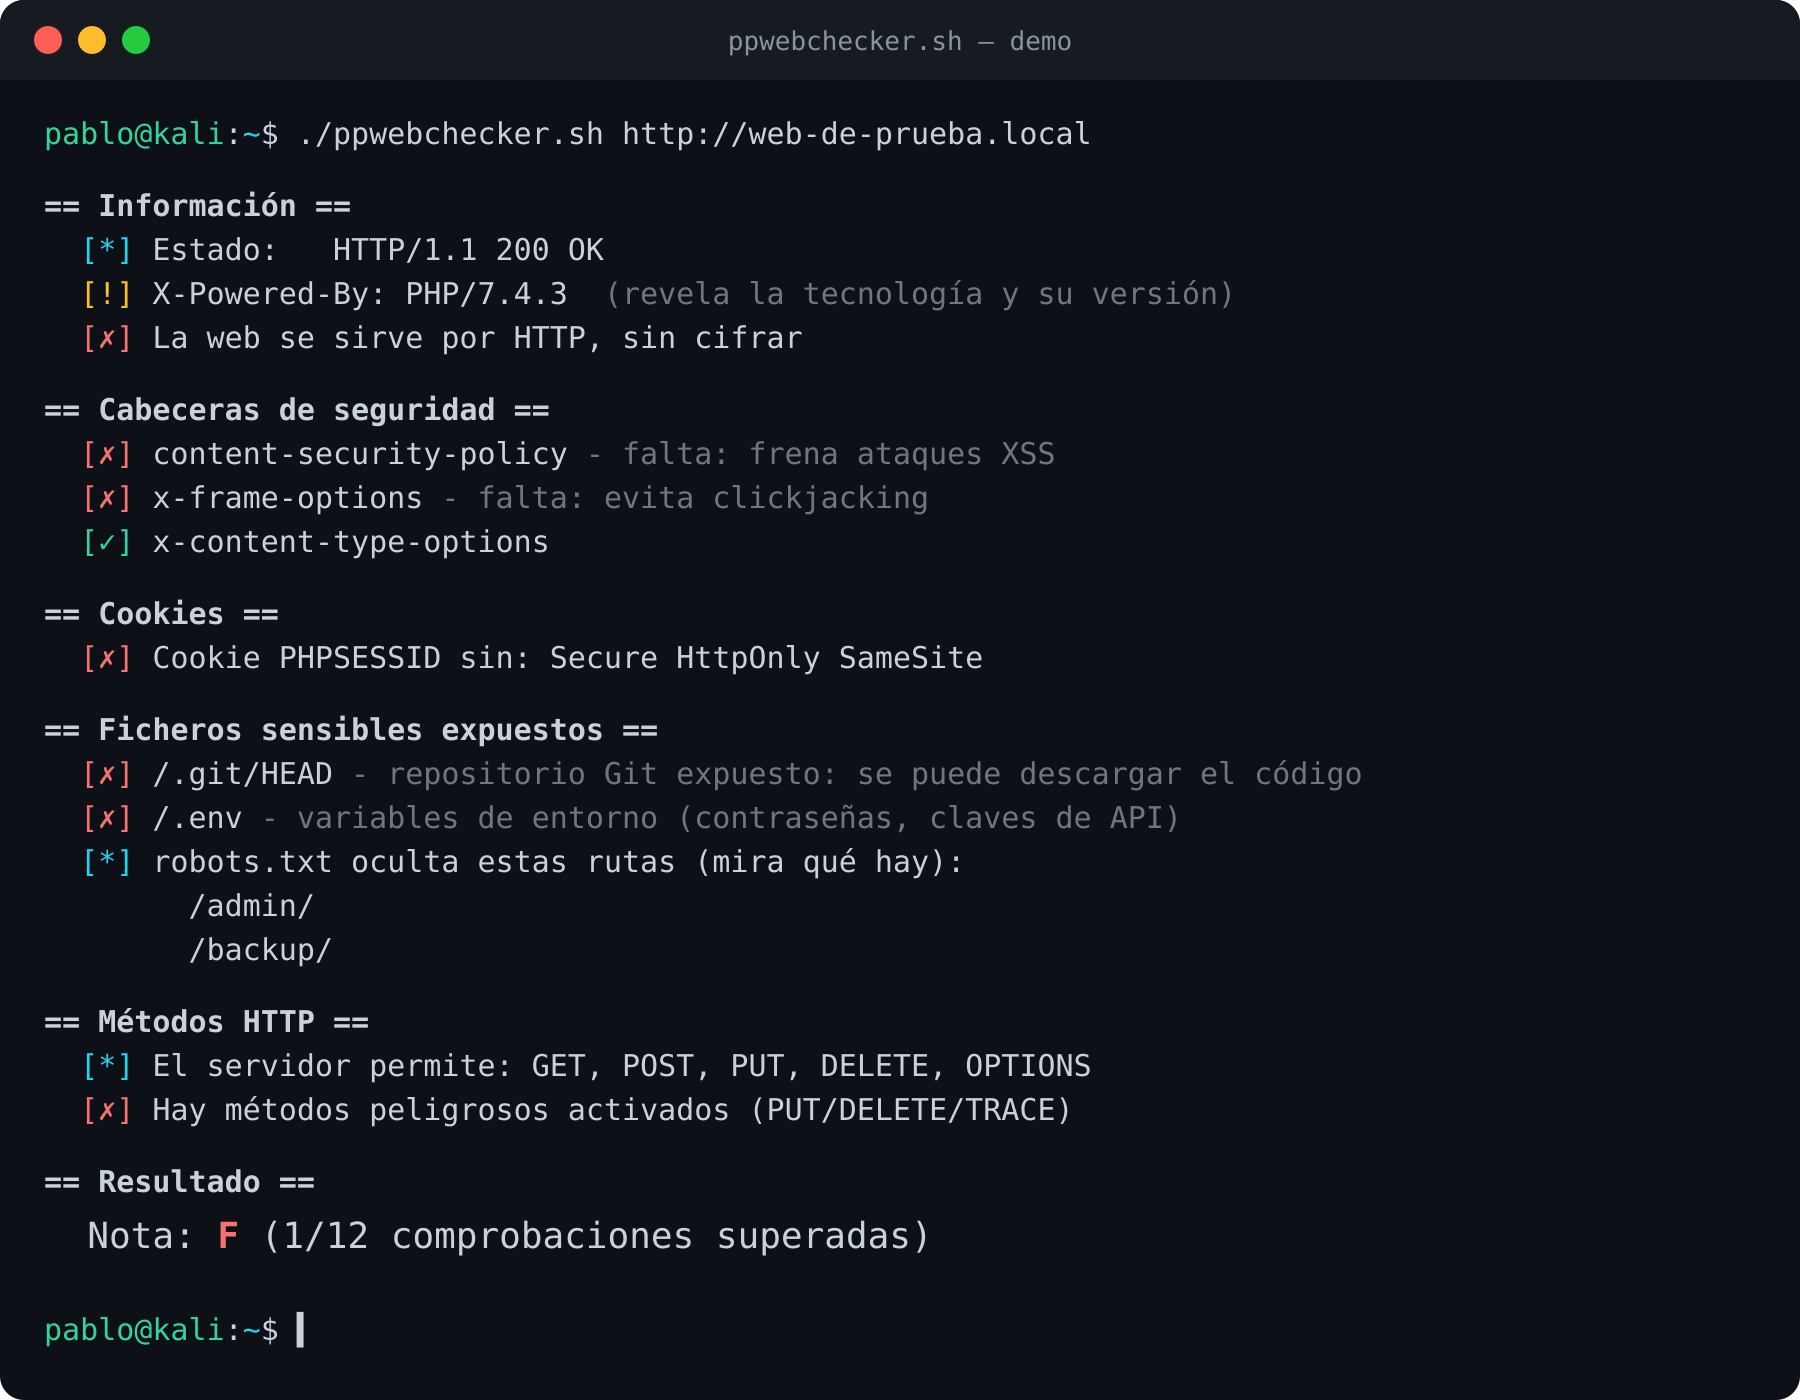 ppwebchecker.sh — demo
pablo@kali:~$ ./ppwebchecker.sh http://web-de-prueba.local
== Información ==
[*] Estado:   HTTP/1.1 200 OK
[!] X-Powered-By: PHP/7.4.3  (revela la tecnología y su versión)
[✗] La web se sirve por HTTP, sin cifrar
== Cabeceras de seguridad ==
[✗] content-security-policy - falta: frena ataques XSS
[✗] x-frame-options - falta: evita clickjacking
[✓] x-content-type-options
== Cookies ==
[✗] Cookie PHPSESSID sin: Secure HttpOnly SameSite
== Ficheros sensibles expuestos ==
[✗] /.git/HEAD - repositorio Git expuesto: se puede descargar el código
[✗] /.env - variables de entorno (contraseñas, claves de API)
[*] robots.txt oculta estas rutas (mira qué hay):
/admin/
/backup/
== Métodos HTTP ==
[*] El servidor permite: GET, POST, PUT, DELETE, OPTIONS
[✗] Hay métodos peligrosos activados (PUT/DELETE/TRACE)
== Resultado ==
Nota: F (1/12 comprobaciones superadas)
pablo@kali:~$